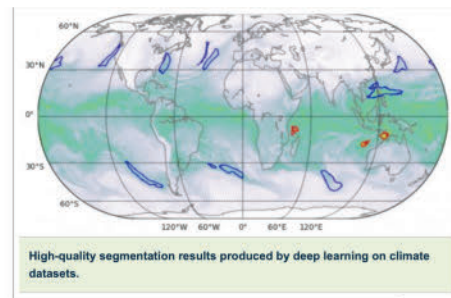 60°N
30°N
0°
30°S
60°S
120°W 60°W 0° 60°E 120°E
High-quality segmentation results produced by deep learning on climate
datasets.